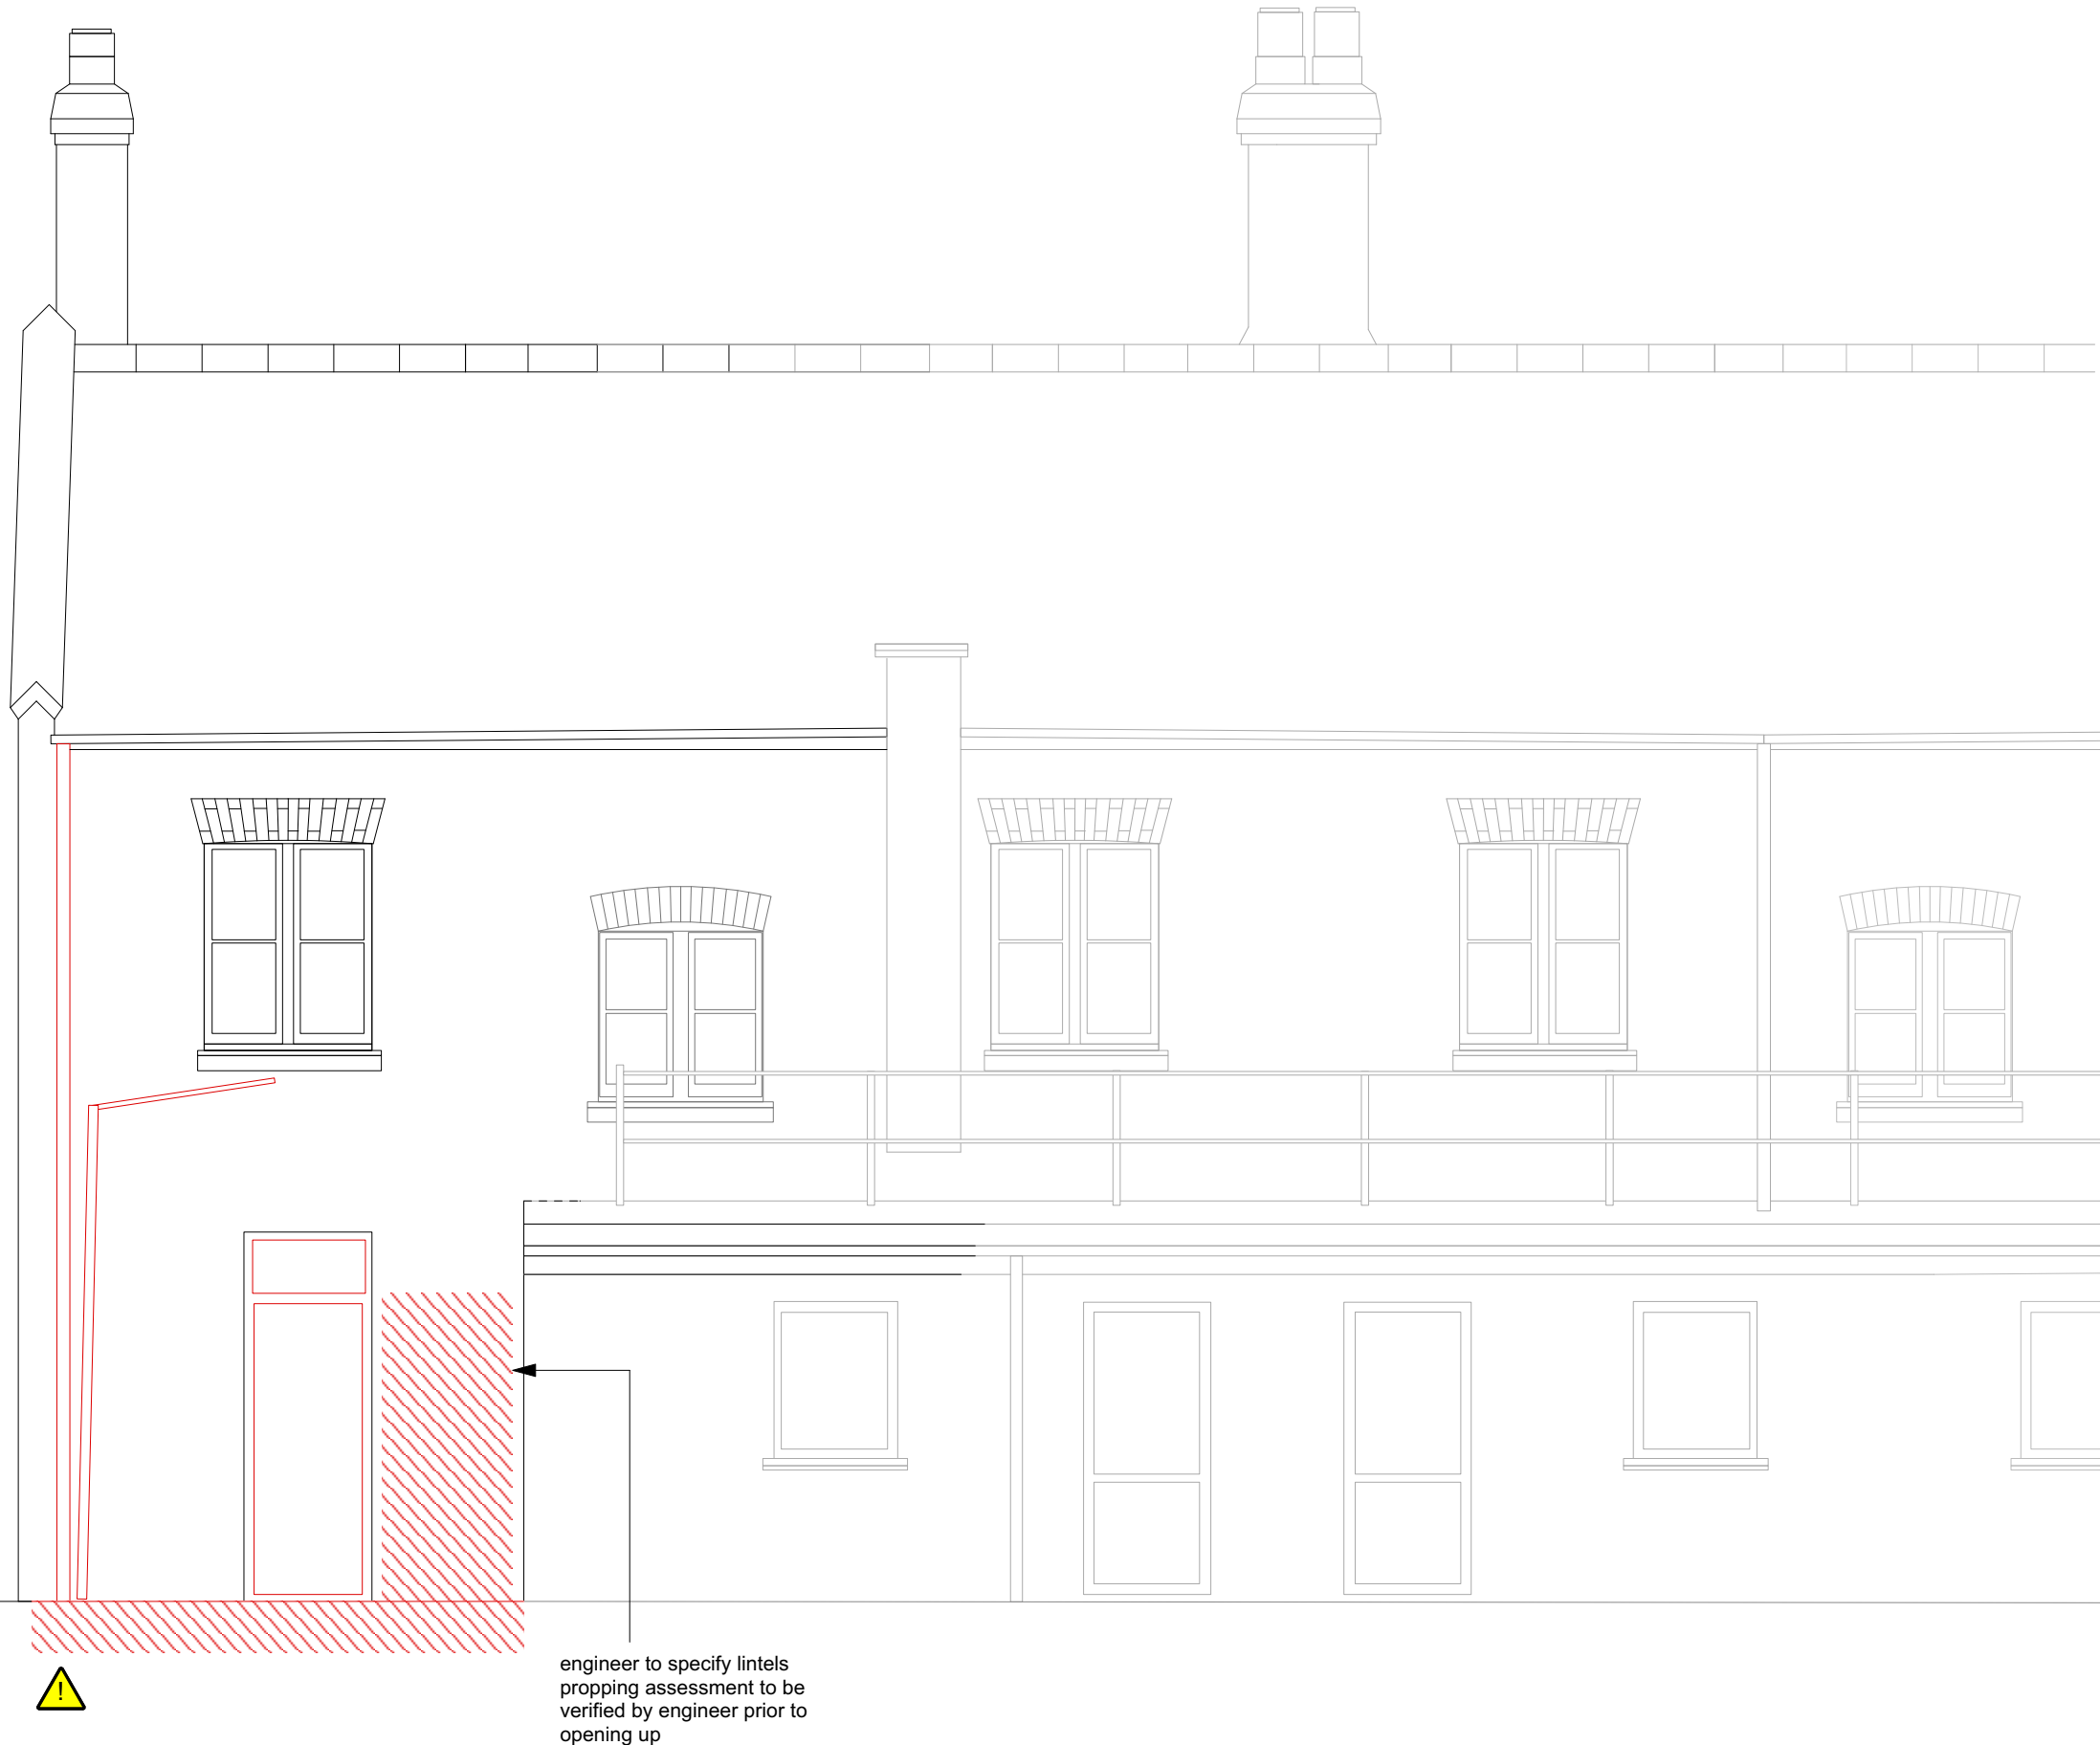 !
engineer to specify lintels
propping assessment to be
verified by engineer prior to
opening up